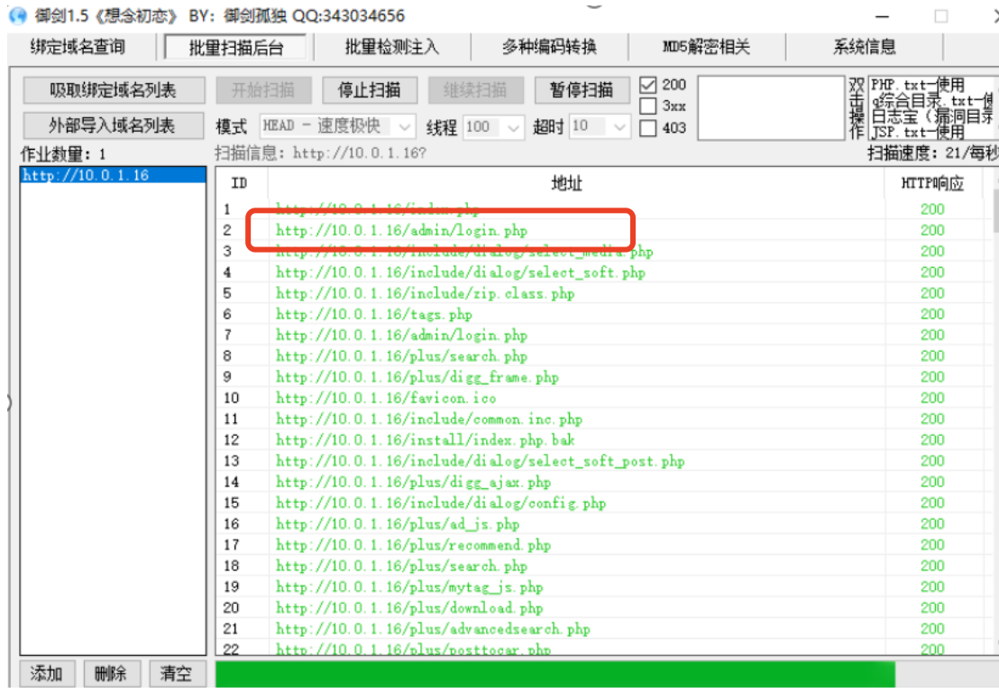 御剑1.5《想念初恋》 BY：御剑孤独 QQ:343034656
绑定域名查询 批量扫描后台 批量检测注入 多种编码转换 MD5解密相关 系统信息
吸取绑定域名列表 开始扫描 停止扫描 继续扫描 暂停扫描 200
3xx
外部导入域名列表 模式 HEAD - 速度极快 线程 100 超时 10 403
双击操作
PHP.txt-使用
q综合目录.txt-使
日志宝（漏洞目录
JSP.txt-使用
作业数量：1 扫描信息：http://10.0.1.16? 扫描速度：21/每秒
http://10.0.1.16
ID 地址 HTTP响应
1 http://10.0.1.16/index.php 200
2 http://10.0.1.16/admin/login.php 200
3 http://10.0.1.16/include/dialog/select_media.php 200
4 http://10.0.1.16/include/dialog/select_soft.php 200
5 http://10.0.1.16/include/zip.class.php 200
6 http://10.0.1.16/tags.php 200
7 http://10.0.1.16/admin/login.php 200
8 http://10.0.1.16/plus/search.php 200
9 http://10.0.1.16/plus/digg_frame.php 200
10 http://10.0.1.16/favicon.ico 200
11 http://10.0.1.16/include/common.inc.php 200
12 http://10.0.1.16/install/index.php.bak 200
13 http://10.0.1.16/include/dialog/select_soft_post.php 200
14 http://10.0.1.16/plus/digg_ajax.php 200
15 http://10.0.1.16/include/dialog/config.php 200
16 http://10.0.1.16/plus/ad_js.php 200
17 http://10.0.1.16/plus/recommend.php 200
18 http://10.0.1.16/plus/search.php 200
19 http://10.0.1.16/plus/mytag_js.php 200
20 http://10.0.1.16/plus/download.php 200
21 http://10.0.1.16/plus/advancedsearch.php 200
22 http://10.0.1.16/plus/posttocar.php 200
添加 删除 清空